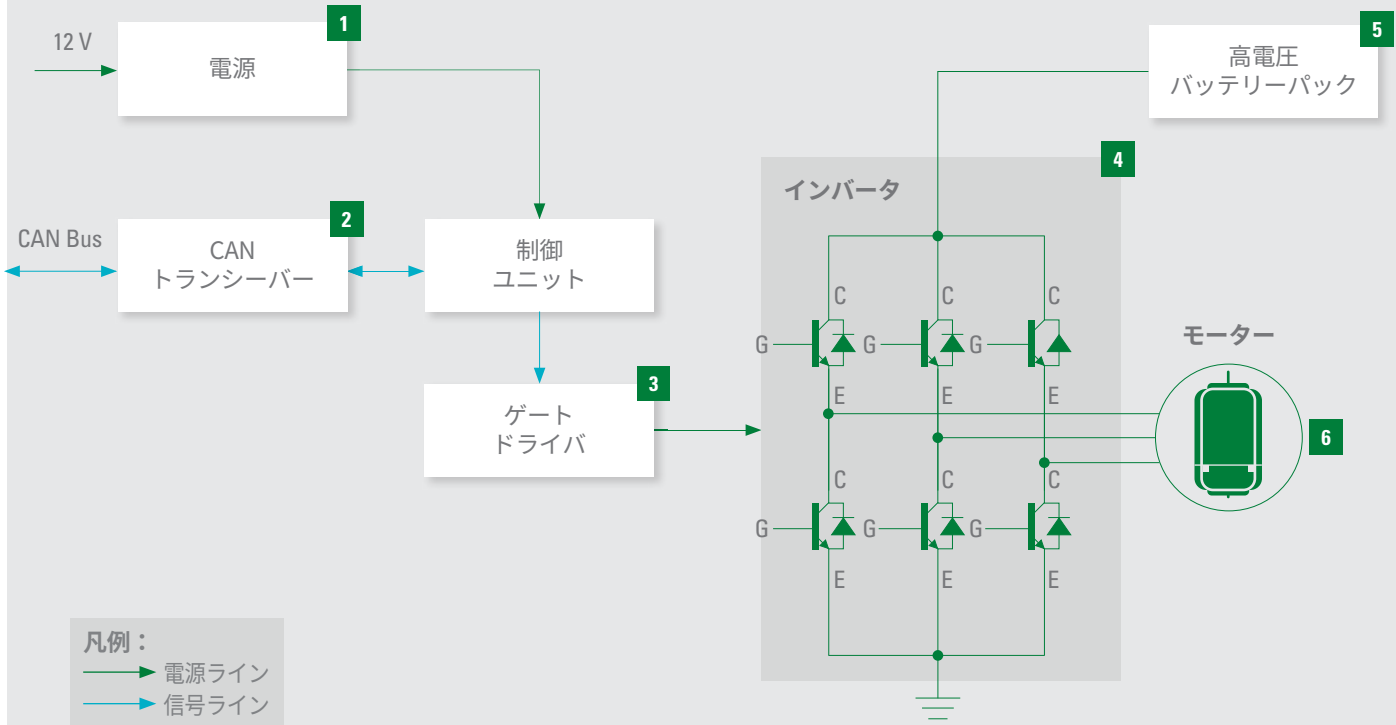 1
12 V
電源
5
高電圧
バッテリーパック
4
インバータ
2
CAN Bus
CAN
トランシーバー
制御
ユニット
C
C
C
G
G
G
モーター
E
E
E
3
ゲート
ドライバ
6
C
C
C
G
G
G
E
E
E
凡例：
電源ライン
信号ライン